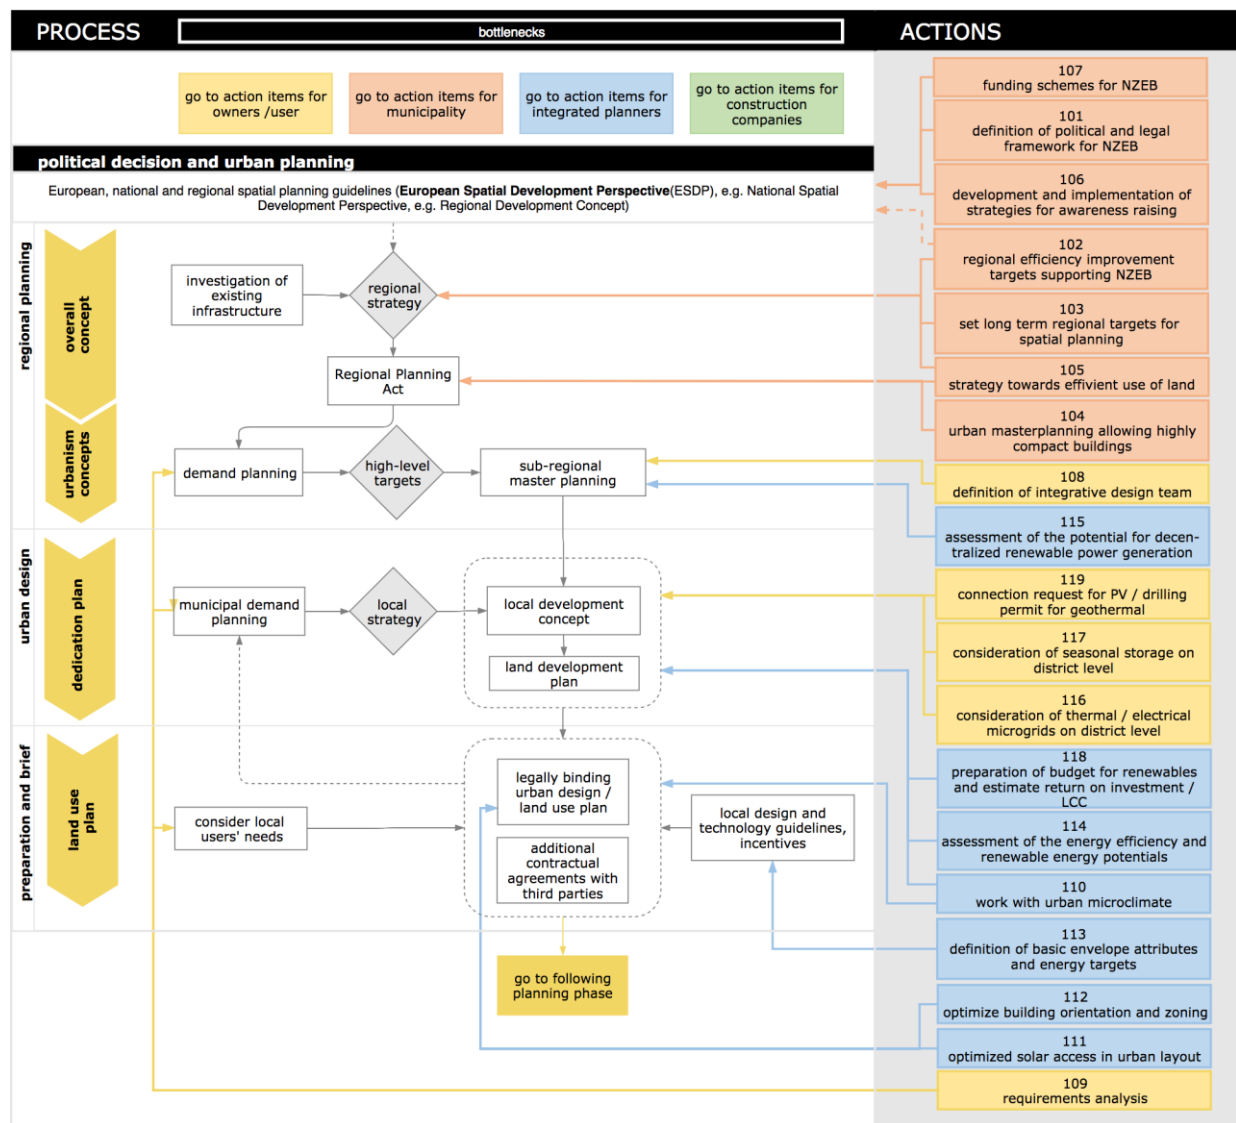 PROCESS
bottlenecks
ACTIONS
go to action items for
owners /user
go to action items for
municipality
go to action items for
integrated planners
go to action items for
construction
companies
political decision and urban planning
European, national and regional spatial planning guidelines (European Spatial Development Perspective(ESDP), e.g. National Spatial
Development Perspective, e.g. Regional Development Concept)
regional planning
overall
concept
investigation of
existing
infrastructure
regional
strategy
Regional Planning
Act
urbanism
concepts
demand planning
high-level
targets
sub-regional
master planning
urban design
dedication plan
municipal demand
planning
local
strategy
local development
concept
land development
plan
preparation and brief
land use
plan
consider local
users' needs
legally binding
urban design /
land use plan
additional
contractual
agreements with
third parties
local design and
technology guidelines,
incentives
go to following
planning phase
107
funding schemes for NZEB
101
definition of political and legal
framework for NZEB
106
development and implementation of
strategies for awareness raising
102
regional efficiency improvement
targets supporting NZEB
103
set long term regional targets for
spatial planning
105
strategy towards effivient use of land
104
urban masterplanning allowing highly
compact buildings
108
definition of integrative design team
115
assessment of the potential for decen-
tralized renewable power generation
119
connection request for PV / drilling
permit for geothermal
117
consideration of seasonal storage on
district level
116
consideration of thermal / electrical
microgrids on district level
118
preparation of budget for renewables
and estimate return on investment /
LCC
114
assessment of the energy efficiency and
renewable energy potentials
110
work with urban microclimate
113
definition of basic envelope attributes
and energy targets
112
optimize building orientation and zoning
111
optimized solar access in urban layout
109
requirements analysis